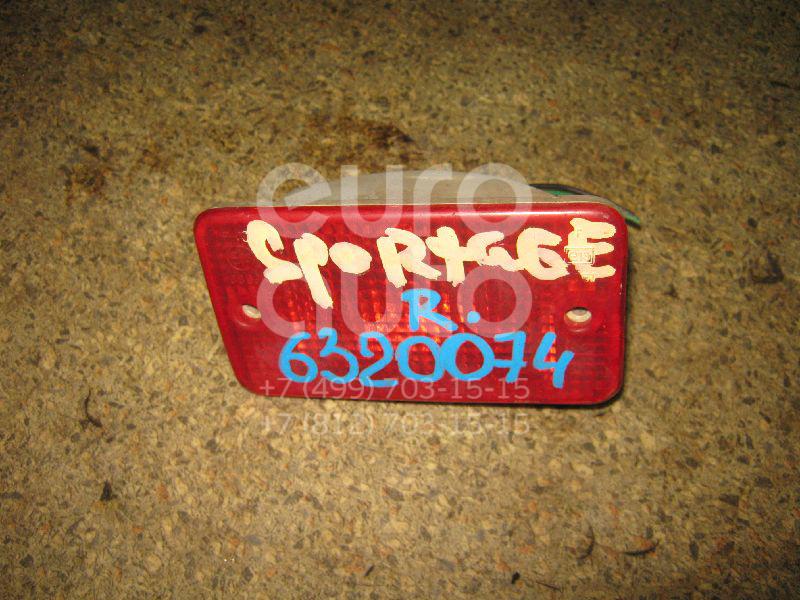 euro
SPORTAGE
R.
auto
6320074
+7 (499) 703-15-15
+7 (812) 703-15-15